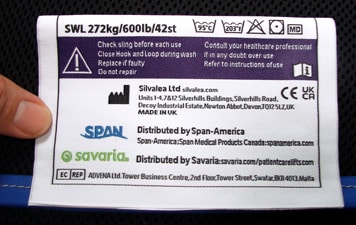 SWL 272kg/600lb/42st 95°C 203°F MD
Check sling before each use
Close Hook and Loop during wash
Replace if faulty
Do not repair
Consult your healthcare professional
if in any doubt over use
Refer to instructions of use
Silvalea Ltd silvalea.com
Units 1-4,7&12 Silverhills Buildings, Silverhills Road,
Decoy Industrial Estate, Newton Abbot, Devon,TQ12 5LZ,UK
MADE IN UK
CE UK CA
SPAN Distributed by Span-America
Span-America: Span Medical Products Canada: spanamerica.com
savaria. Distributed by Savaria: savaria.com/patientcarelifts
EC REP ADVENA Ltd. Tower Business Centre, 2nd Floor, Tower Street, Swatar, BKR 4013, Malta